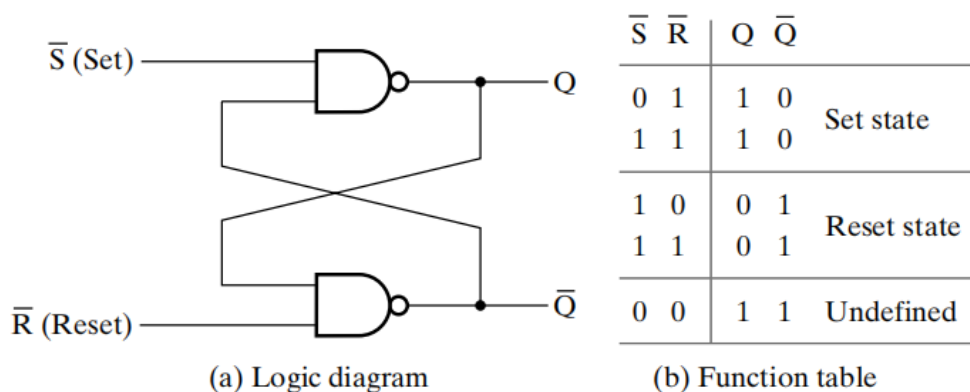 S̅ (Set)
Q
R̅ (Reset)
Q̅
(a) Logic diagram
S̅ R̅ Q Q̅
0 1 1 0
1 1 1 0
Set state
1 0 0 1
1 1 0 1
Reset state
0 0 1 1 Undefined
(b) Function table